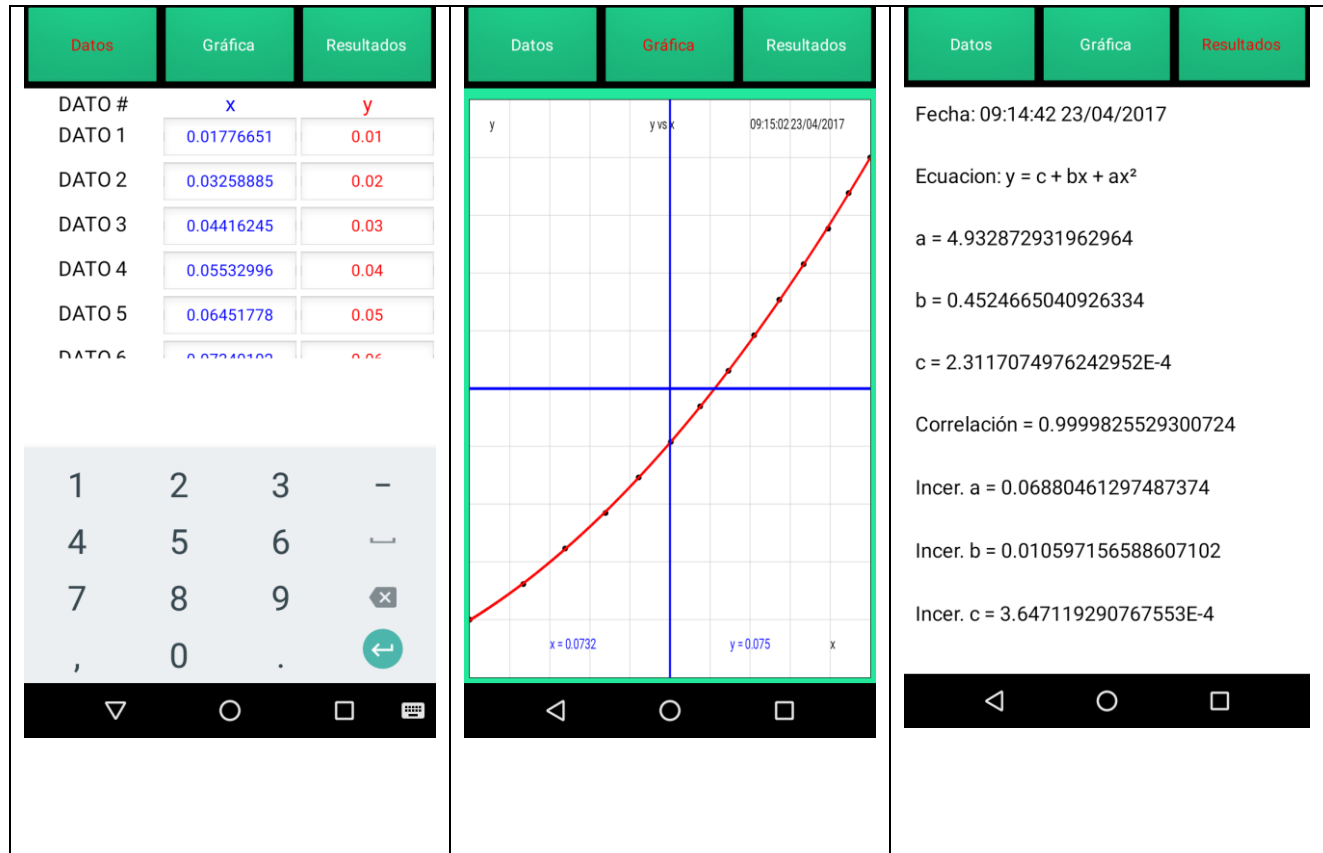 Datos Gráfica Resultados
DATO # x y
DATO 1 0.01776651 0.01
DATO 2 0.03258885 0.02
DATO 3 0.04416245 0.03
DATO 4 0.05532996 0.04
DATO 5 0.06451778 0.05
DATO 6
1 2 3 –
4 5 6
7 8 9
, 0 .
Datos Gráfica Resultados
y y vs x 09:15:02 23/04/2017
x = 0.0732 y = 0.075 x
Datos Gráfica Resultados
Fecha: 09:14:42 23/04/2017
Ecuacion: y = c + bx + ax²
a = 4.932872931962964
b = 0.4524665040926334
c = 2.3117074976242952E-4
Correlación = 0.9999825529300724
Incer. a = 0.06880461297487374
Incer. b = 0.010597156588607102
Incer. c = 3.647119290767553E-4